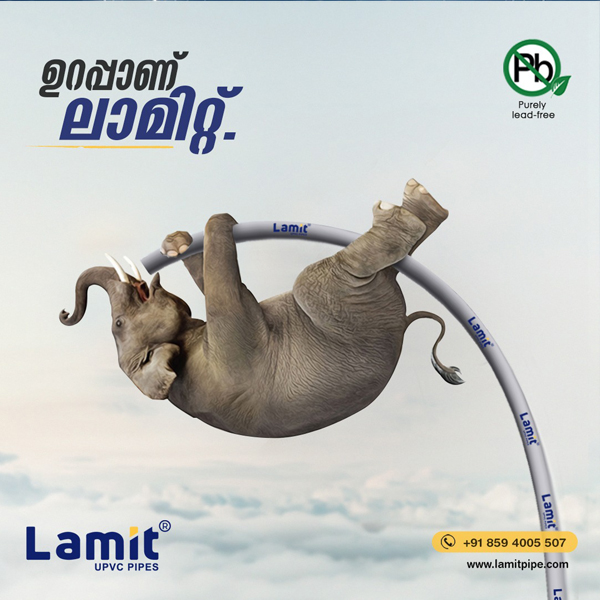 ഉറപ്പാണ്
ലാമിറ്റ്.
Pb
Purely
lead-free
Lamit
Lamit
Lamit
Lamit
L
Lamit®
UPVC PIPES
+91 859 4005 507
www.lamitpipe.com